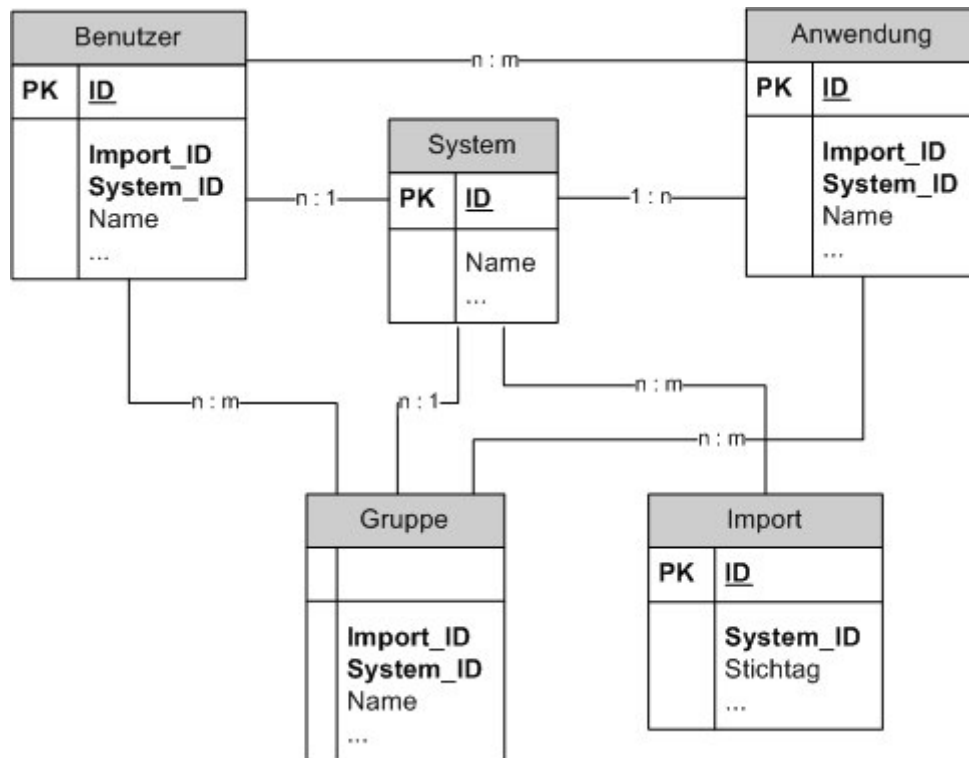 Benutzer
PK ID
Import_ID
System_ID
Name
...
n : m
Anwendung
PK ID
Import_ID
System_ID
Name
...
System
PK ID
Name
...
n : 1
1 : n
n : m
n : 1
n : m
n : m
Gruppe
Import_ID
System_ID
Name
...
Import
PK ID
System_ID
Stichtag
...